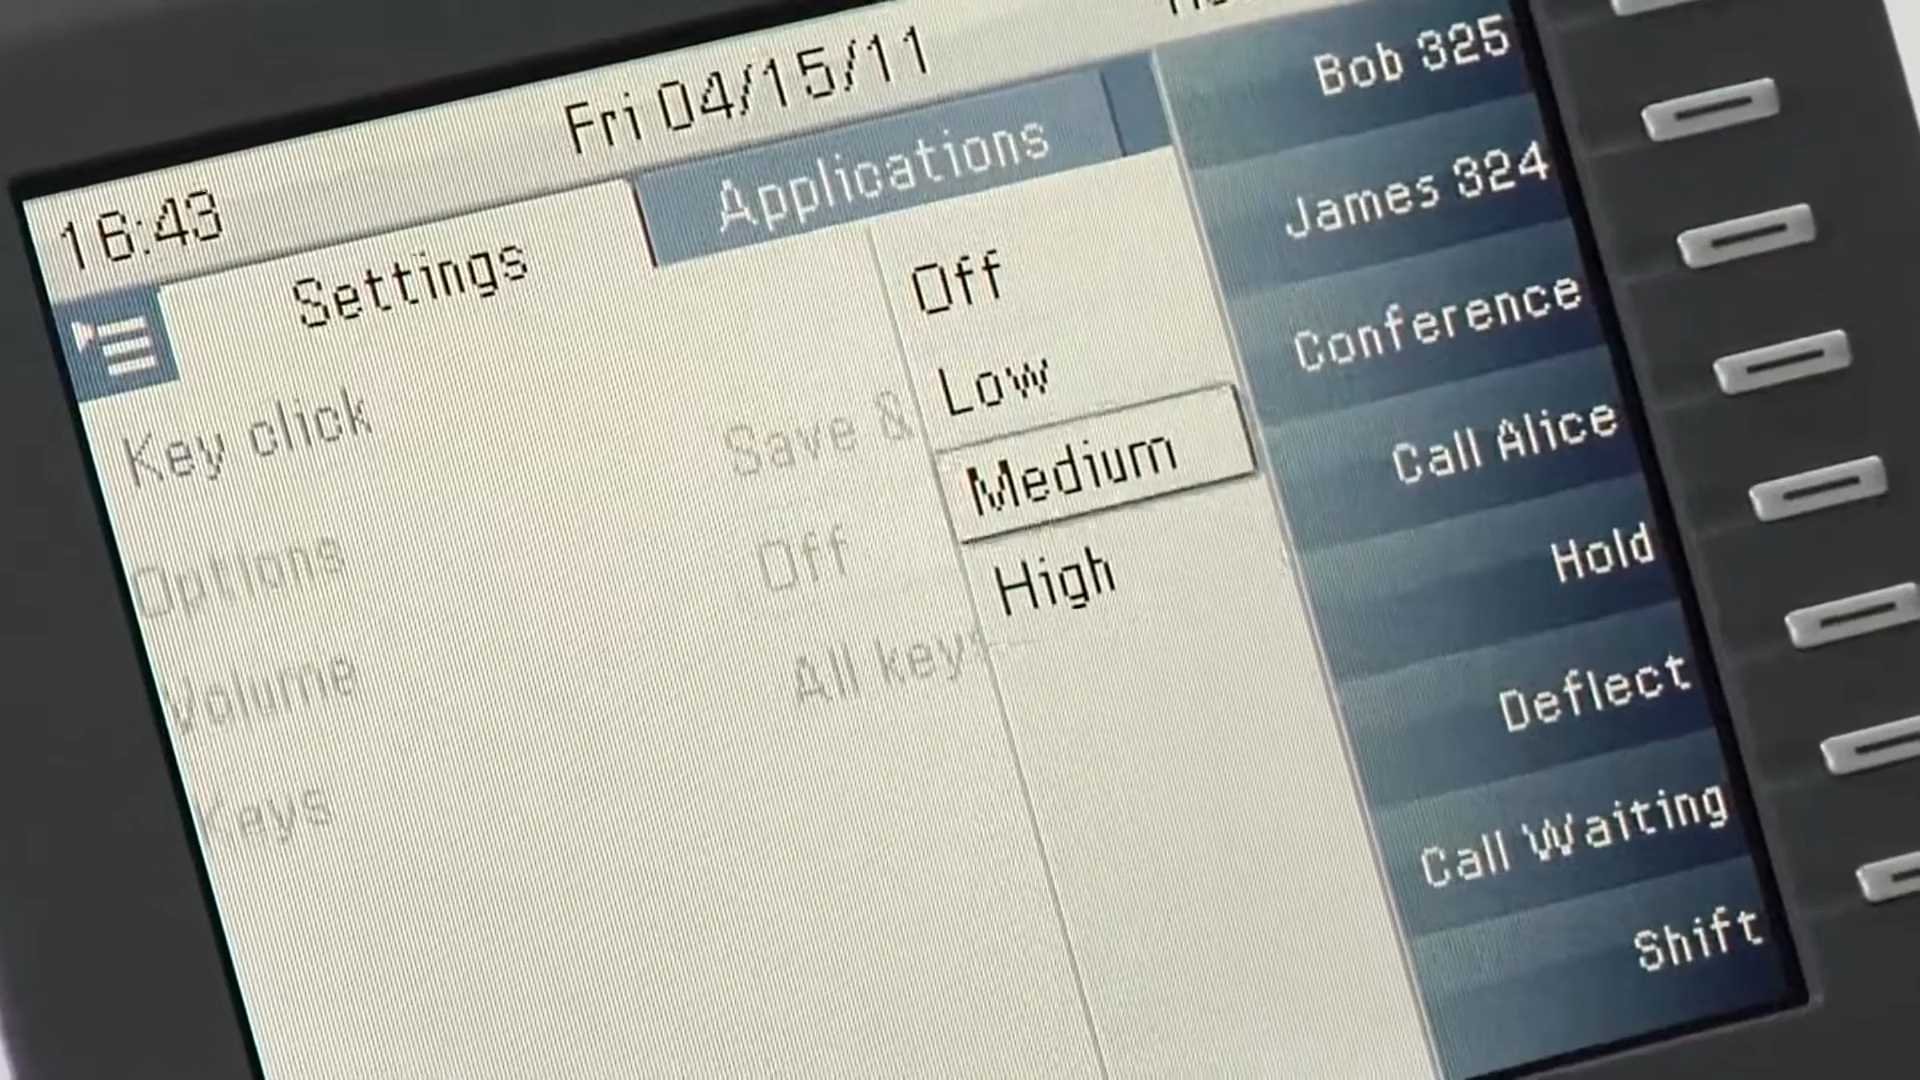 Fri 04/15/11
16:43
Settings
Applications
Key click
Options
Save &
Volume
Off
Keys
All keys
Off
Low
Medium
High
Bob 325
James 324
Conference
Call Alice
Hold
Deflect
Call Waiting
Shift